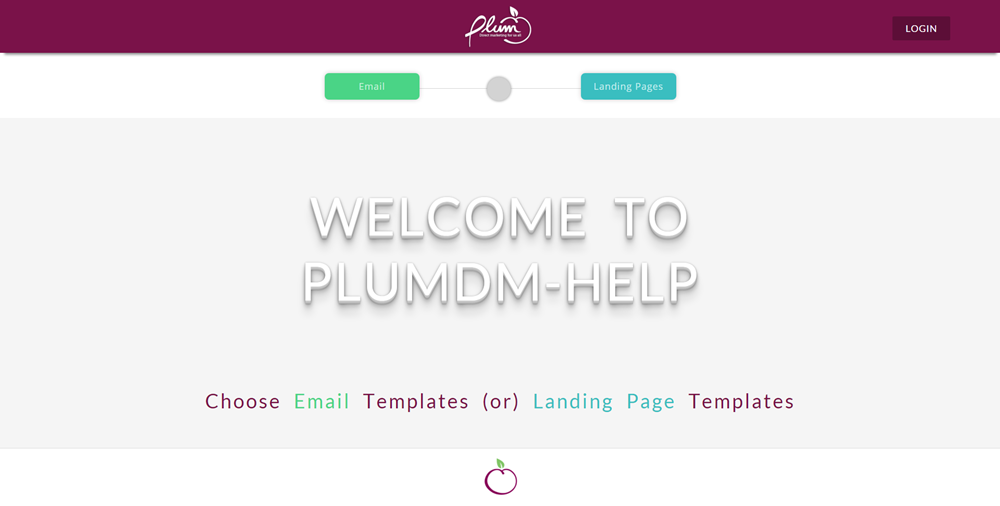 Plum
Direct marketing for us all.
LOGIN
Email
Landing Pages
WELCOME TO
PLUMDM-HELP
Choose Email Templates (or) Landing Page Templates